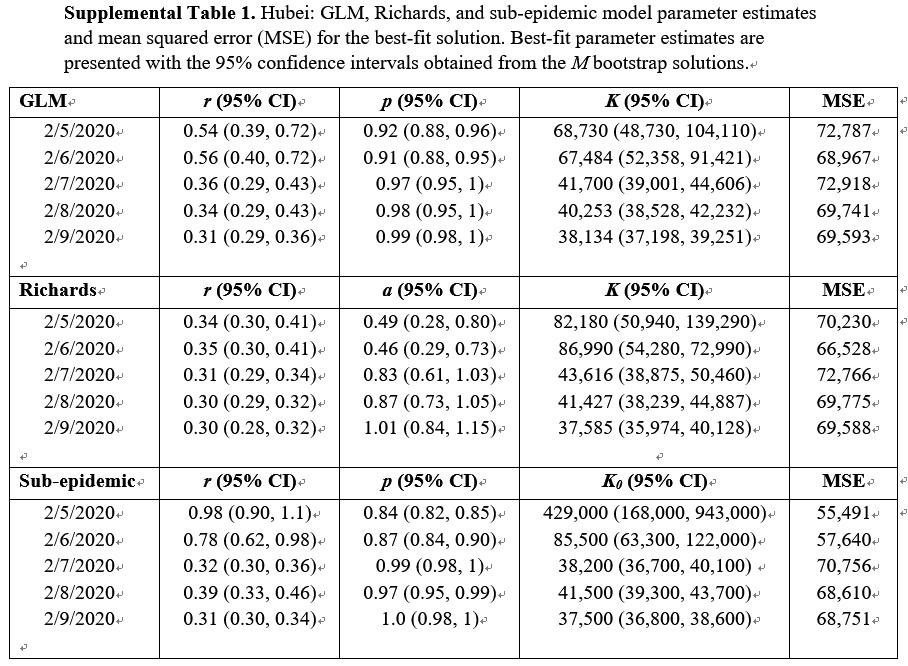 Supplemental Table 1. Hubei: GLM, Richards, and sub-epidemic model parameter estimates
and mean squared error (MSE) for the best-fit solution. Best-fit parameter estimates are
presented with the 95% confidence intervals obtained from the M bootstrap solutions.
GLM r (95% CI) p (95% CI) K (95% CI) MSE
2/5/2020 0.54 (0.39, 0.72) 0.92 (0.88, 0.96) 68,730 (48,730, 104,110) 72,787
2/6/2020 0.56 (0.40, 0.72) 0.91 (0.88, 0.95) 67,484 (52,358, 91,421) 68,967
2/7/2020 0.36 (0.29, 0.43) 0.97 (0.95, 1) 41,700 (39,001, 44,606) 72,918
2/8/2020 0.34 (0.29, 0.43) 0.98 (0.95, 1) 40,253 (38,528, 42,232) 69,741
2/9/2020 0.31 (0.29, 0.36) 0.99 (0.98, 1) 38,134 (37,198, 39,251) 69,593
Richards r (95% CI) a (95% CI) K (95% CI) MSE
2/5/2020 0.34 (0.30, 0.41) 0.49 (0.28, 0.80) 82,180 (50,940, 139,290) 70,230
2/6/2020 0.35 (0.30, 0.41) 0.46 (0.29, 0.73) 86,990 (54,280, 72,990) 66,528
2/7/2020 0.31 (0.29, 0.34) 0.83 (0.61, 1.03) 43,616 (38,875, 50,460) 72,766
2/8/2020 0.30 (0.29, 0.32) 0.87 (0.73, 1.05) 41,427 (38,239, 44,887) 69,775
2/9/2020 0.30 (0.28, 0.32) 1.01 (0.84, 1.15) 37,585 (35,974, 40,128) 69,588
Sub-epidemic r (95% CI) p (95% CI) K0 (95% CI) MSE
2/5/2020 0.98 (0.90, 1.1) 0.84 (0.82, 0.85) 429,000 (168,000, 943,000) 55,491
2/6/2020 0.78 (0.62, 0.98) 0.87 (0.84, 0.90) 85,500 (63,300, 122,000) 57,640
2/7/2020 0.32 (0.30, 0.36) 0.99 (0.98, 1) 38,200 (36,700, 40,100) 70,756
2/8/2020 0.39 (0.33, 0.46) 0.97 (0.95, 0.99) 41,500 (39,300, 43,700) 68,610
2/9/2020 0.31 (0.30, 0.34) 1.0 (0.98, 1) 37,500 (36,800, 38,600) 68,751